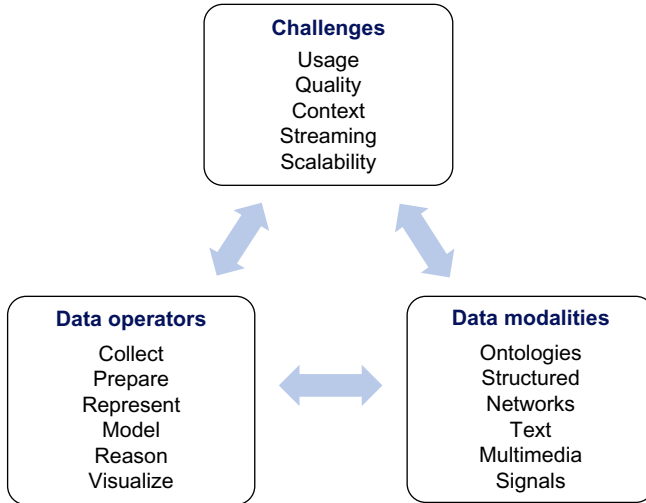 Challenges
Usage
Quality
Context
Streaming
Scalability
Data operators
Collect
Prepare
Represent
Model
Reason
Visualize
Data modalities
Ontologies
Structured
Networks
Text
Multimedia
Signals